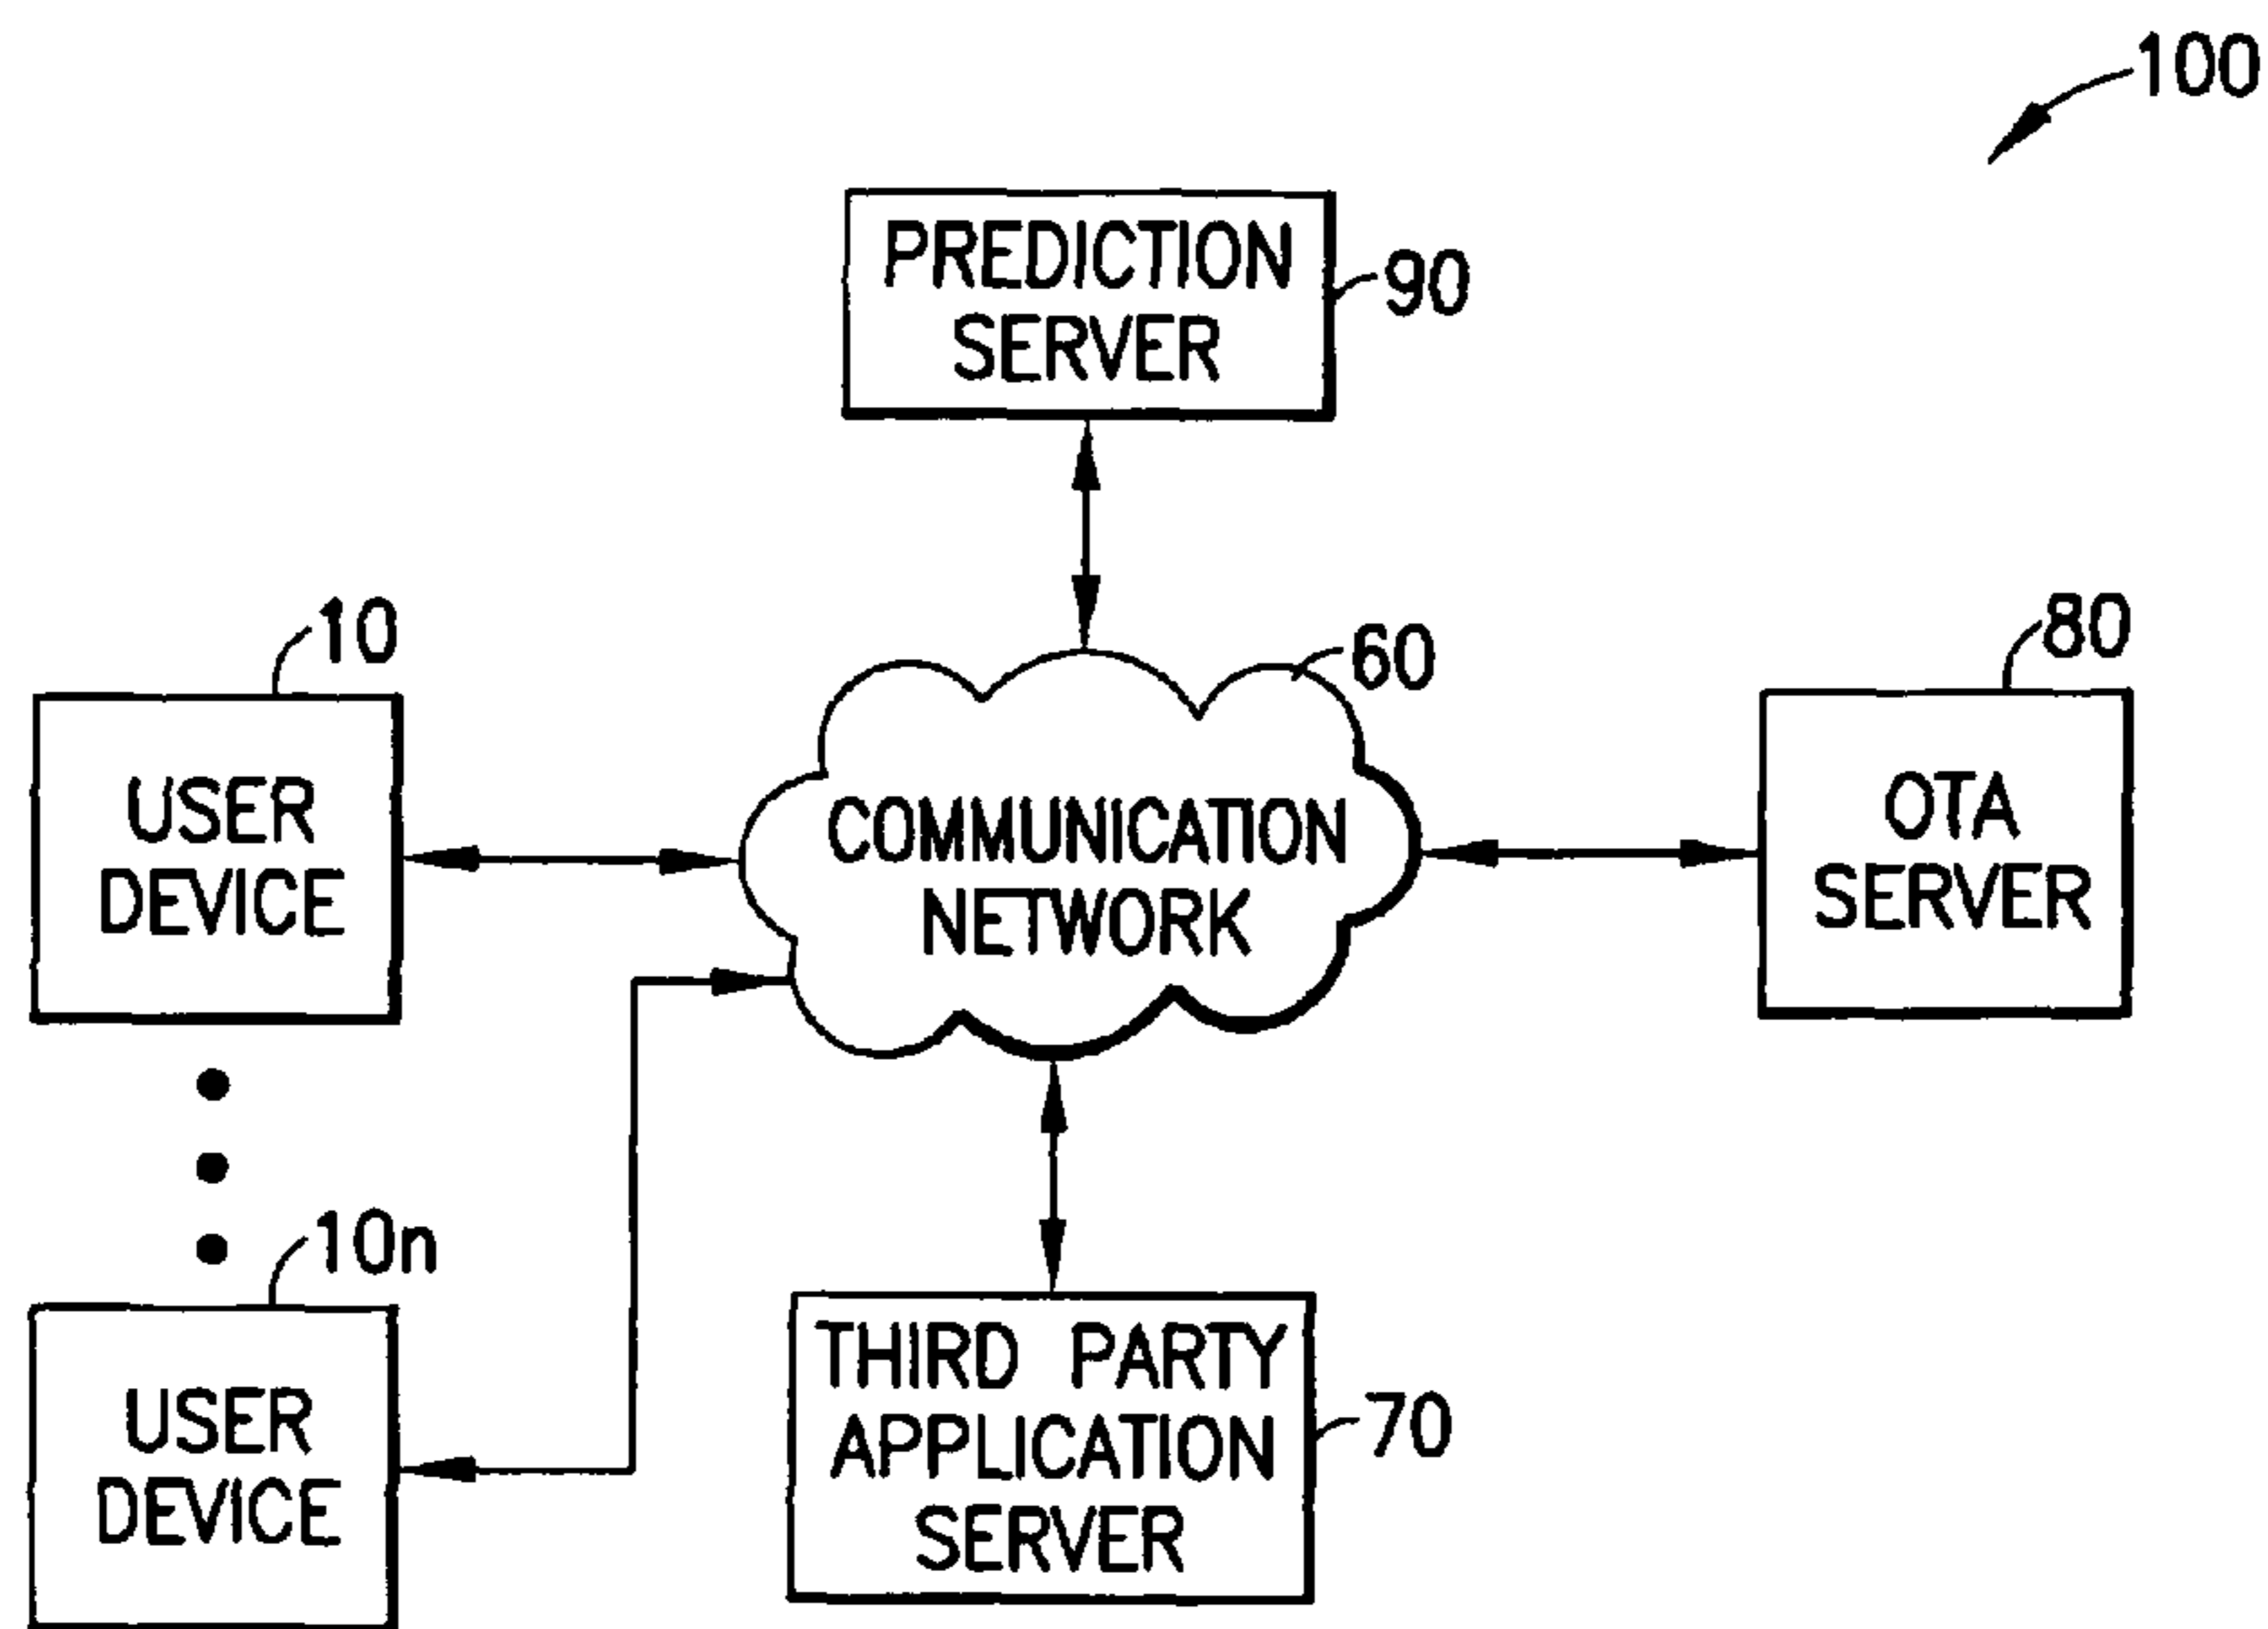 100
PREDICTION
SERVER
90
10
60
80
USER
DEVICE
COMMUNICATION
NETWORK
OTA
SERVER
10n
USER
DEVICE
THIRD PARTY
APPLICATION
SERVER
70